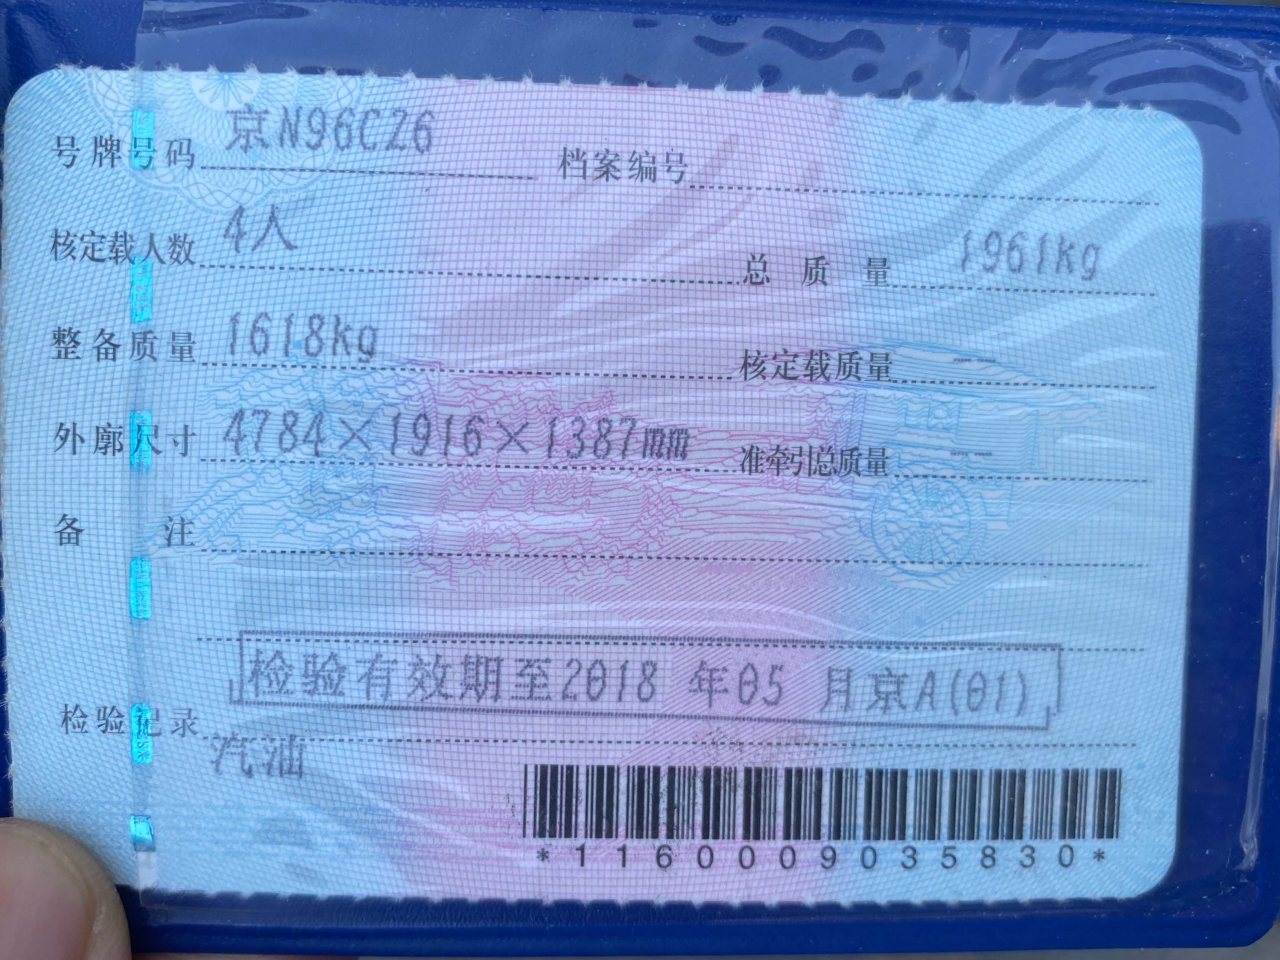 号牌号码 京N96C26 档案编号
核定载人数 4人 总质量 1961kg
整备质量 1618kg 核定载质量 ----
外廓尺寸 4784×1916×1387mm 准牵引总质量 ----
备注
检验有效期至2018 年05 月京A(01)
检验记录
汽油
*1160009035830*